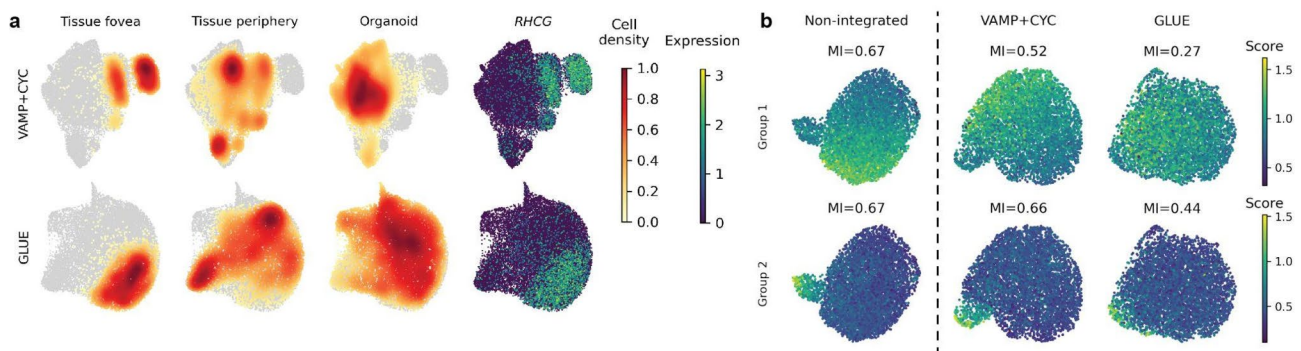 a
Tissue fovea
Tissue periphery
Organoid
RHCG
Cell
density
Expression
VAMP+CYC
GLUE
1.0
0.8
0.6
0.4
0.2
0.0
3
2
1
0
b
Non-integrated
VAMP+CYC
GLUE
MI=0.67
MI=0.52
MI=0.27
Score
Group 1
1.5
1.0
0.5
MI=0.67
MI=0.66
MI=0.44
Score
Group 2
1.5
1.0
0.5